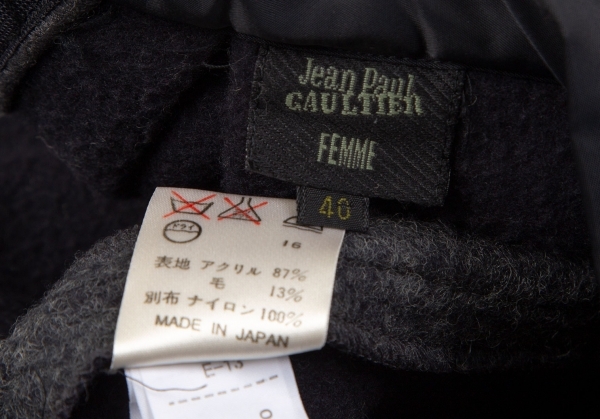 Jean Paul
GAULTIER
FEMME
40
ドライ
16
表地 アクリル 87%
毛 13%
別布 ナイロン 100%
MADE IN JAPAN